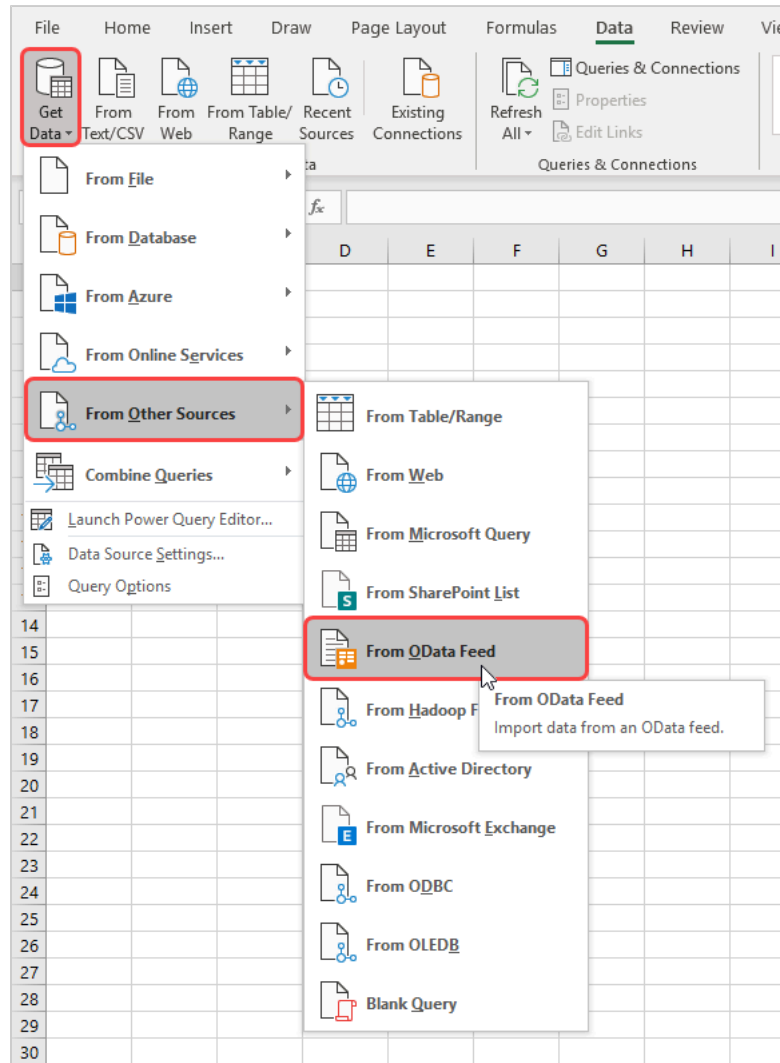 File Home Insert Draw Page Layout Formulas Data Review Vie
Get Data
From Text/CSV
From Web
From Table/ Range
Recent Sources
Existing Connections
Refresh All
Queries & Connections
Properties
Edit Links
ta
Queries & Connections
fx
D E F G H I
From File
From Database
From Azure
From Online Services
From Other Sources
Combine Queries
Launch Power Query Editor...
Data Source Settings...
Query Options
From Table/Range
From Web
From Microsoft Query
From SharePoint List
From OData Feed
From Hadoop F
From OData Feed
Import data from an OData feed.
From Active Directory
From Microsoft Exchange
From ODBC
From OLEDB
Blank Query
14
15
16
17
18
19
20
21
22
23
24
25
26
27
28
29
30